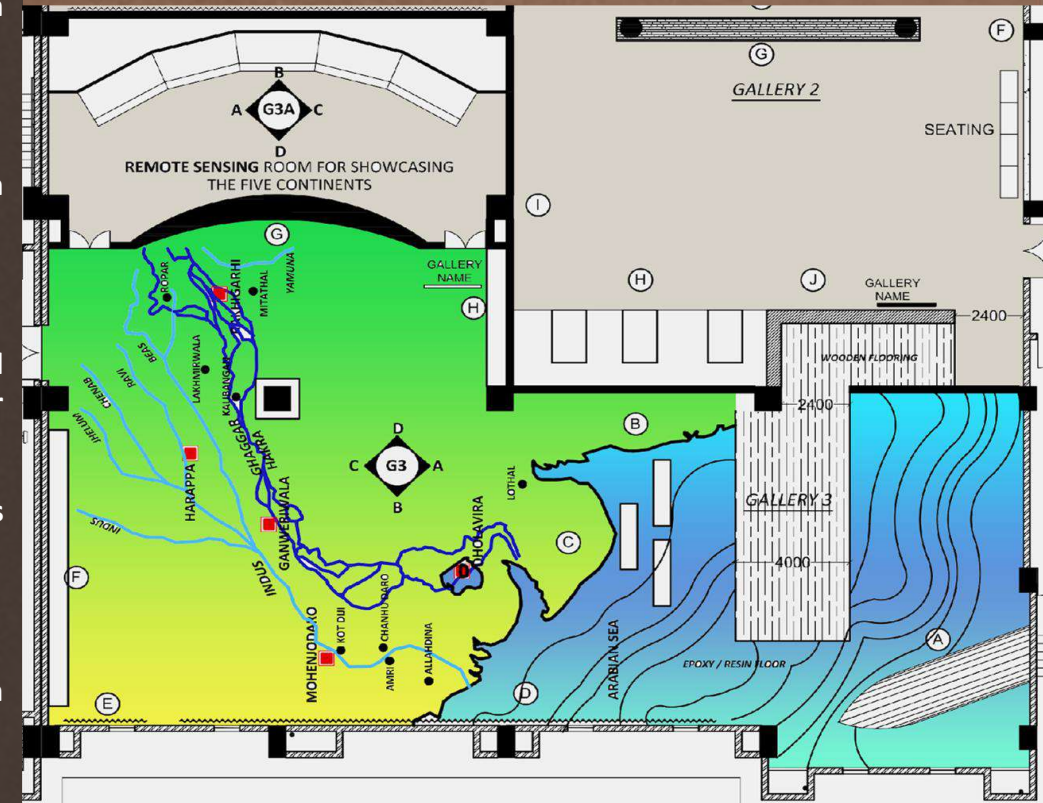 B
A G3A C
D
REMOTE SENSING ROOM FOR SHOWCASING
THE FIVE CONTINENTS
G
F
G
GALLERY 2
SEATING
I
H
J
GALLERY
NAME
2400
WOODEN FLOORING
2400
GALLERY
NAME
H
ROPAR
RAKHIGARHI
MITATHAL
YAMUNA
BEAS
RAVI
CHENAB
JHELUM
LAKHMIRWALA
KALIBANGAN
GHAGGAR
HAKRA
HARAPPA
GANWERIWALA
INDUS
INDUS
D
C G3 A
B
B
LOTHAL
C
DHOLAVIRA
GALLERY 3
4000
F
MOHENJODARO
KOT DIJI
CHANHUDARO
AMRI
ALLAHDINA
ARABIAN SEA
EPOXY / RESIN FLOOR
A
D
E